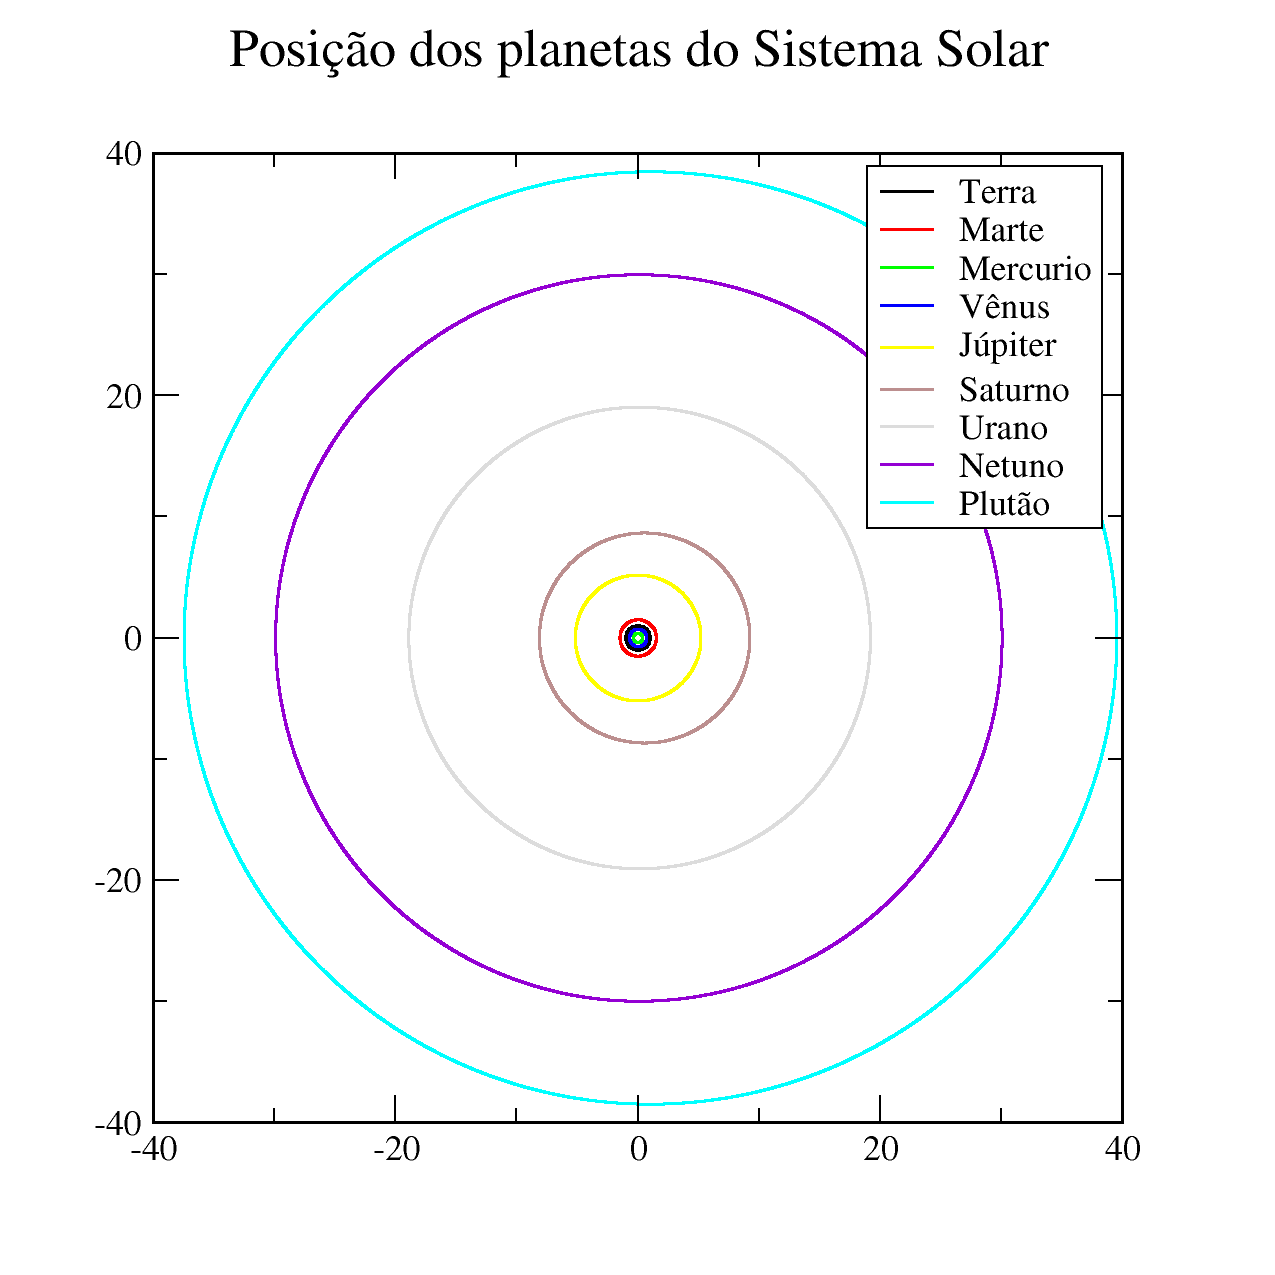 Posição dos planetas do Sistema Solar
40
20
0
-20
-40
-40
-20
0
20
40
Terra
Marte
Mercurio
Vênus
Júpiter
Saturno
Urano
Netuno
Plutão